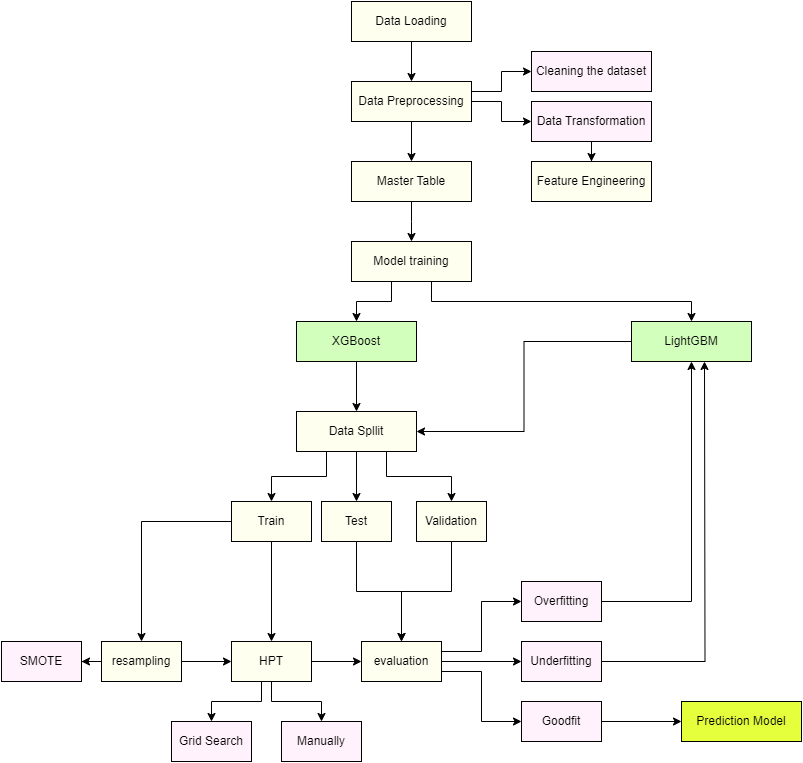 Data Loading
Cleaning the dataset
Data Preprocessing
Data Transformation
Master Table
Feature Engineering
Model training
XGBoost
LightGBM
Data Spllit
Train
Test
Validation
Overfitting
SMOTE
resampling
HPT
evaluation
Underfitting
Grid Search
Manually
Goodfit
Prediction Model